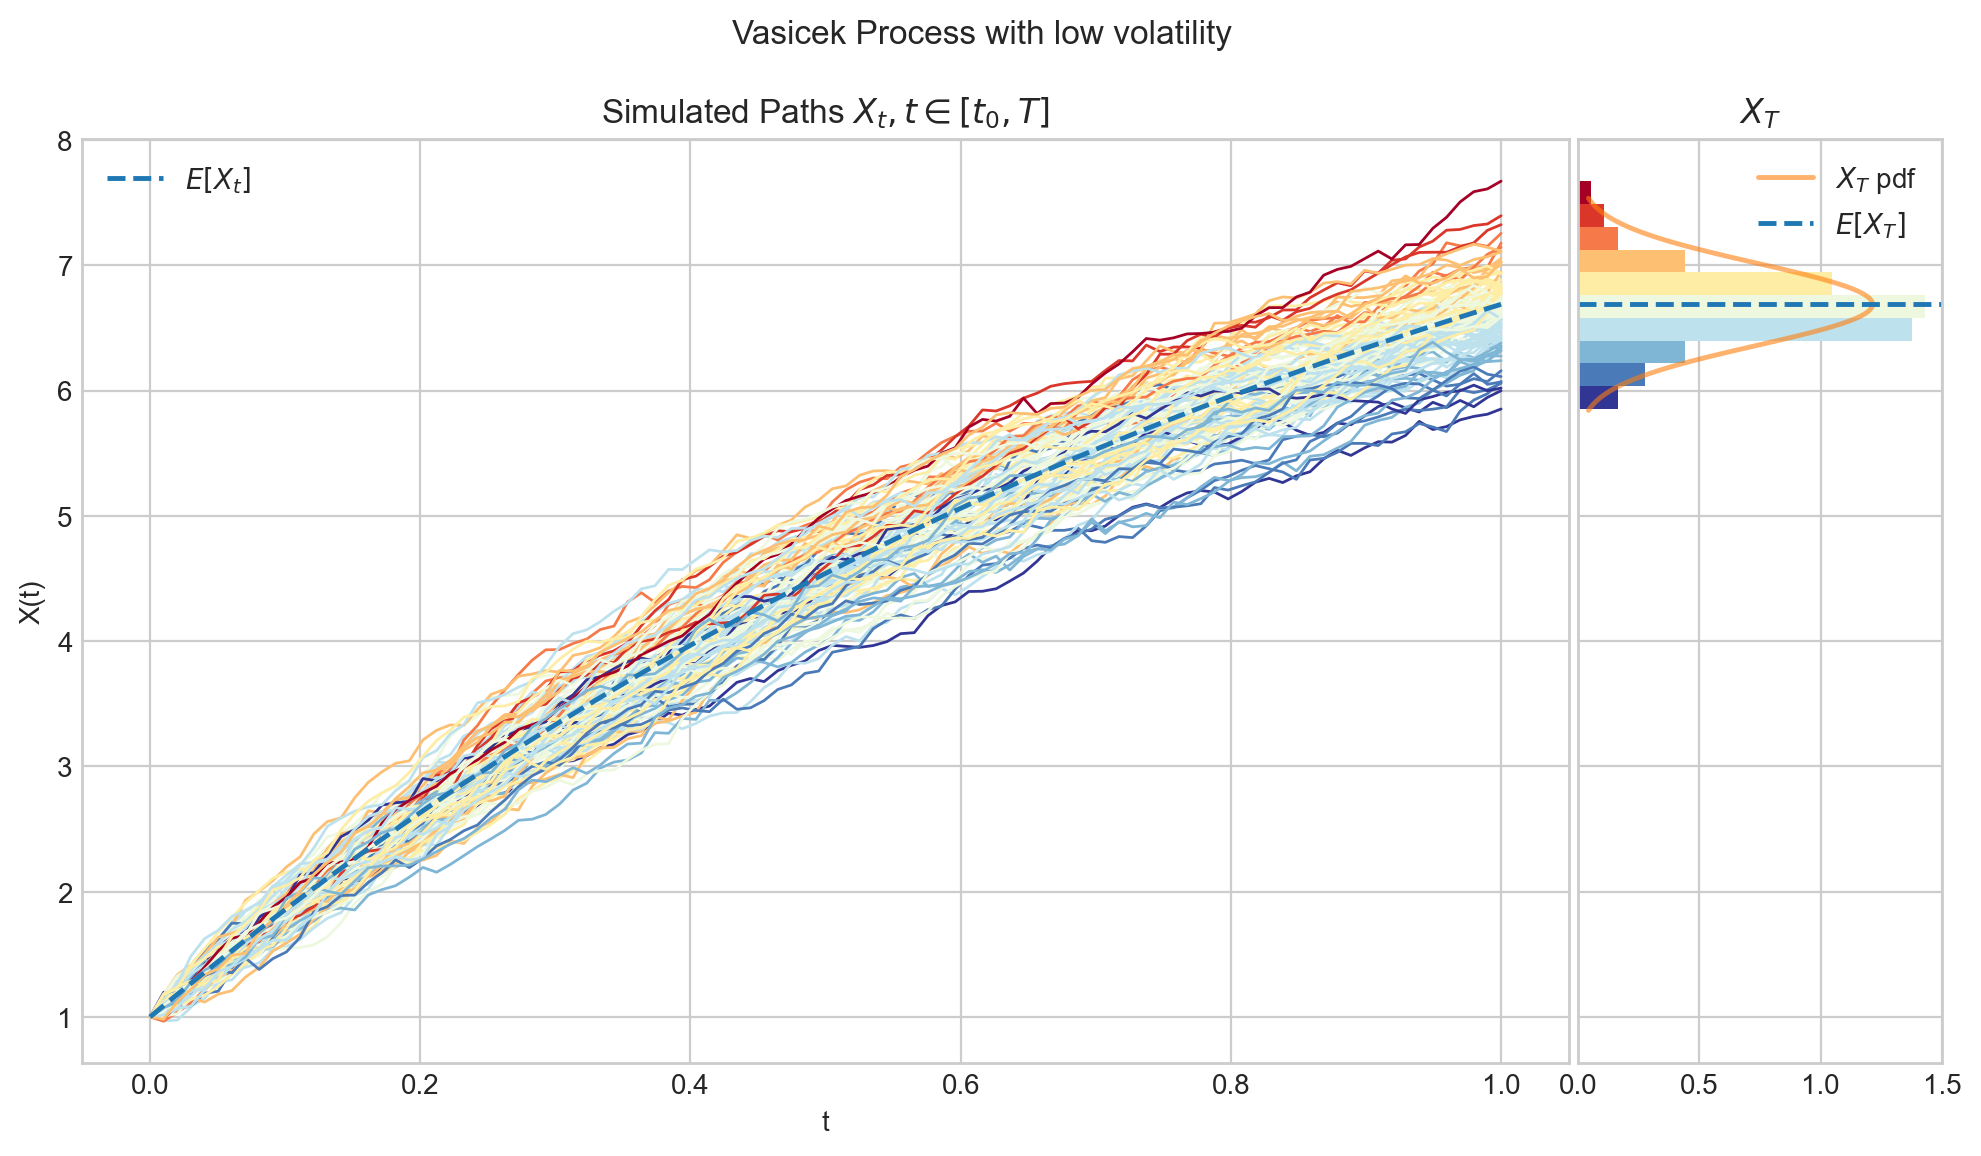 Vasicek Process with low volatility
Simulated Paths $X_t, t \in [t_0, T]$
$X_T$
$E[X_t]$
$X_T$ pdf
$E[X_T]$
8
7
6
5
4
3
2
1
X(t)
0.0 0.2 0.4 0.6 0.8 1.0
0.0 0.5 1.0 1.5
t